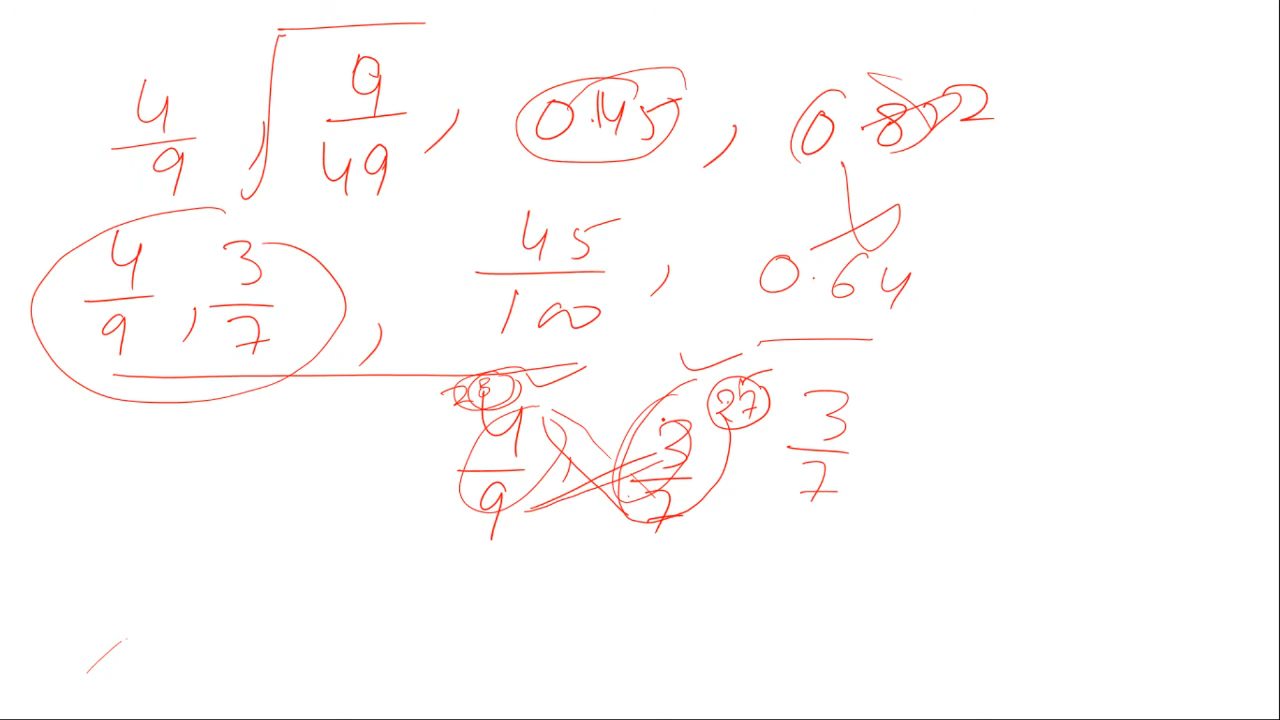 4/9, √9/49, 0.45, (0.8)2
4/9, 3/7, 45/100, 0.64
28 27
4/9, 3/7 3/7